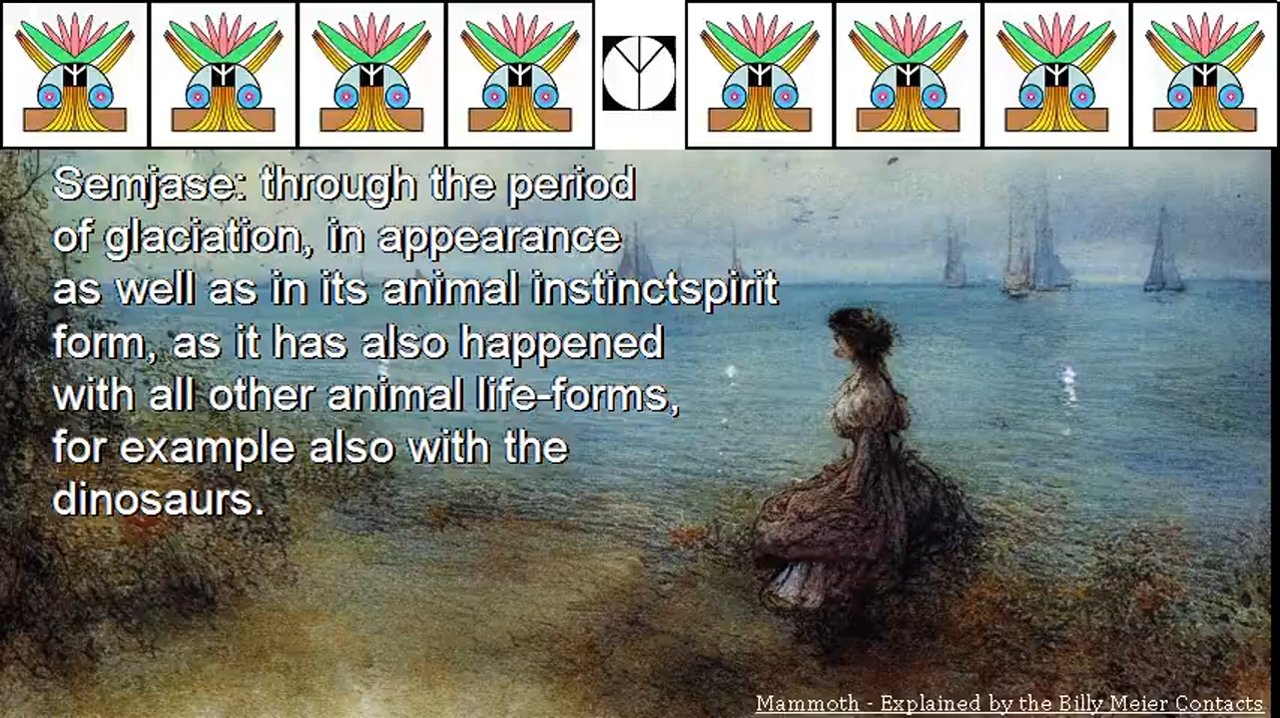 Semjase: through the period
of glaciation, in appearance
as well as in its animal instinctspirit
form, as it has also happened
with all other animal life-forms,
for example also with the
dinosaurs.
Mammoth - Explained by the Billy Meier Contacts